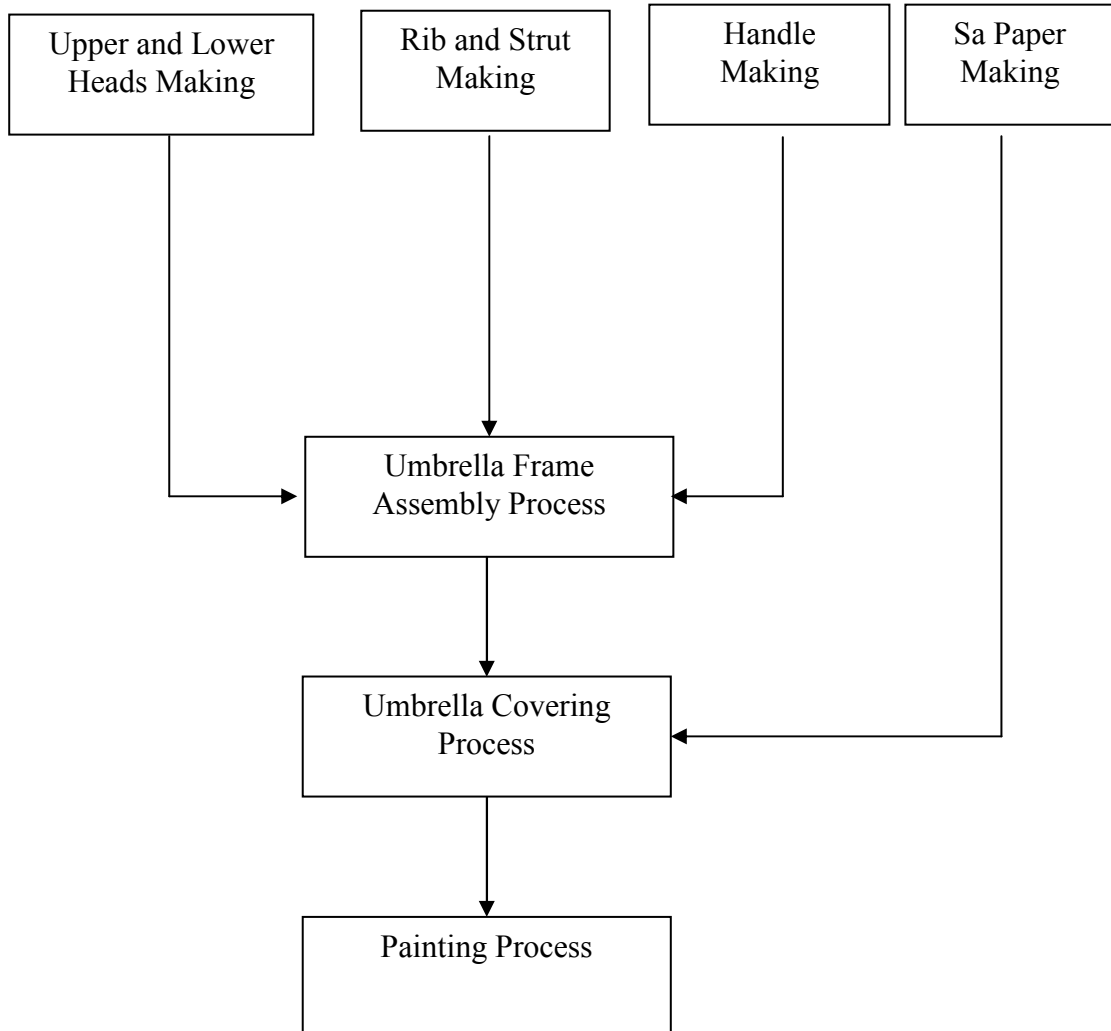 Upper and Lower
Heads Making
Rib and Strut
Making
Handle
Making
Sa Paper
Making
Umbrella Frame
Assembly Process
Umbrella Covering
Process
Painting Process